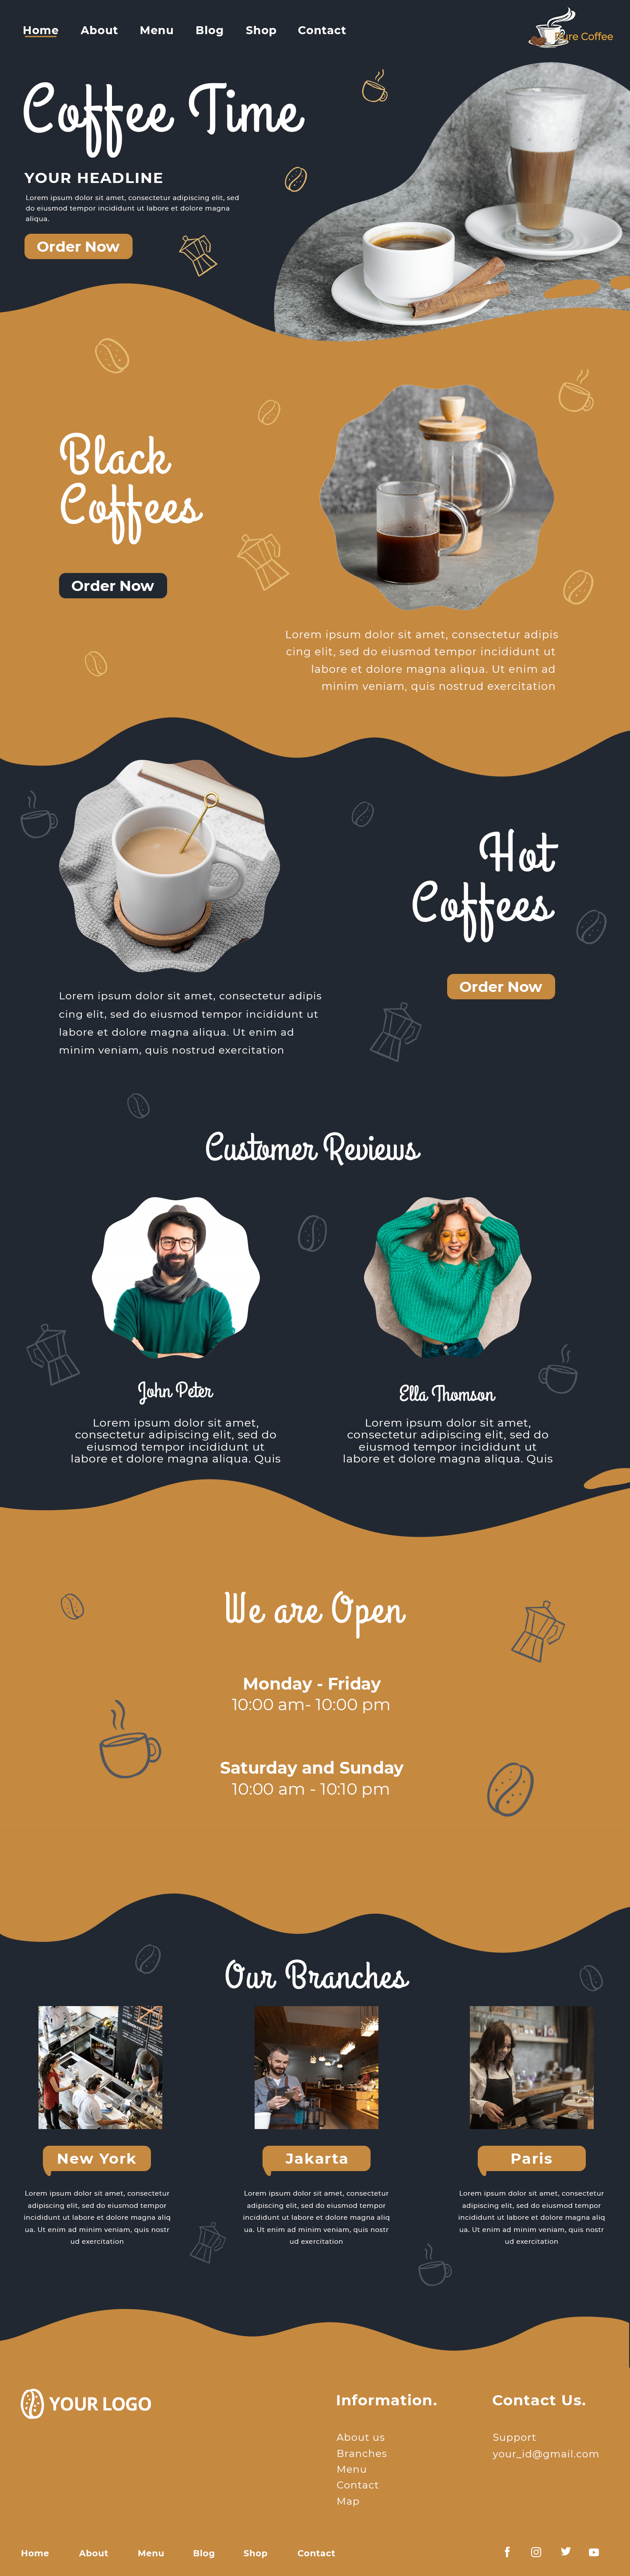 Home About Menu Blog Shop Contact
Pure Coffee
Coffee Time
YOUR HEADLINE
Lorem ipsum dolor sit amet, consectetur adipiscing elit, sed
do eiusmod tempor incididunt ut labore et dolore magna
aliqua.
Order Now
Black
Coffees
Order Now
Lorem ipsum dolor sit amet, consectetur adipis
cing elit, sed do eiusmod tempor incididunt ut
labore et dolore magna aliqua. Ut enim ad
minim veniam, quis nostrud exercitation
Hot
Coffees
Order Now
Lorem ipsum dolor sit amet, consectetur adipis
cing elit, sed do eiusmod tempor incididunt ut
labore et dolore magna aliqua. Ut enim ad
minim veniam, quis nostrud exercitation
Customer Reviews
John Peter
Lorem ipsum dolor sit amet,
consectetur adipiscing elit, sed do
eiusmod tempor incididunt ut
labore et dolore magna aliqua. Quis
Ella Thomson
Lorem ipsum dolor sit amet,
consectetur adipiscing elit, sed do
eiusmod tempor incididunt ut
labore et dolore magna aliqua. Quis
We are Open
Monday - Friday
10:00 am- 10:00 pm
Saturday and Sunday
10:00 am - 10:10 pm
Our Branches
New York
Lorem ipsum dolor sit amet, consectetur
adipiscing elit, sed do eiusmod tempor
incididunt ut labore et dolore magna aliq
ua. Ut enim ad minim veniam, quis nostr
ud exercitation
Jakarta
Lorem ipsum dolor sit amet, consectetur
adipiscing elit, sed do eiusmod tempor
incididunt ut labore et dolore magna aliq
ua. Ut enim ad minim veniam, quis nostr
ud exercitation
Paris
Lorem ipsum dolor sit amet, consectetur
adipiscing elit, sed do eiusmod tempor
incididunt ut labore et dolore magna aliq
ua. Ut enim ad minim veniam, quis nostr
ud exercitation
YOUR LOGO
Information.
About us
Branches
Menu
Contact
Map
Contact Us.
Support
your_id@gmail.com
Home About Menu Blog Shop Contact